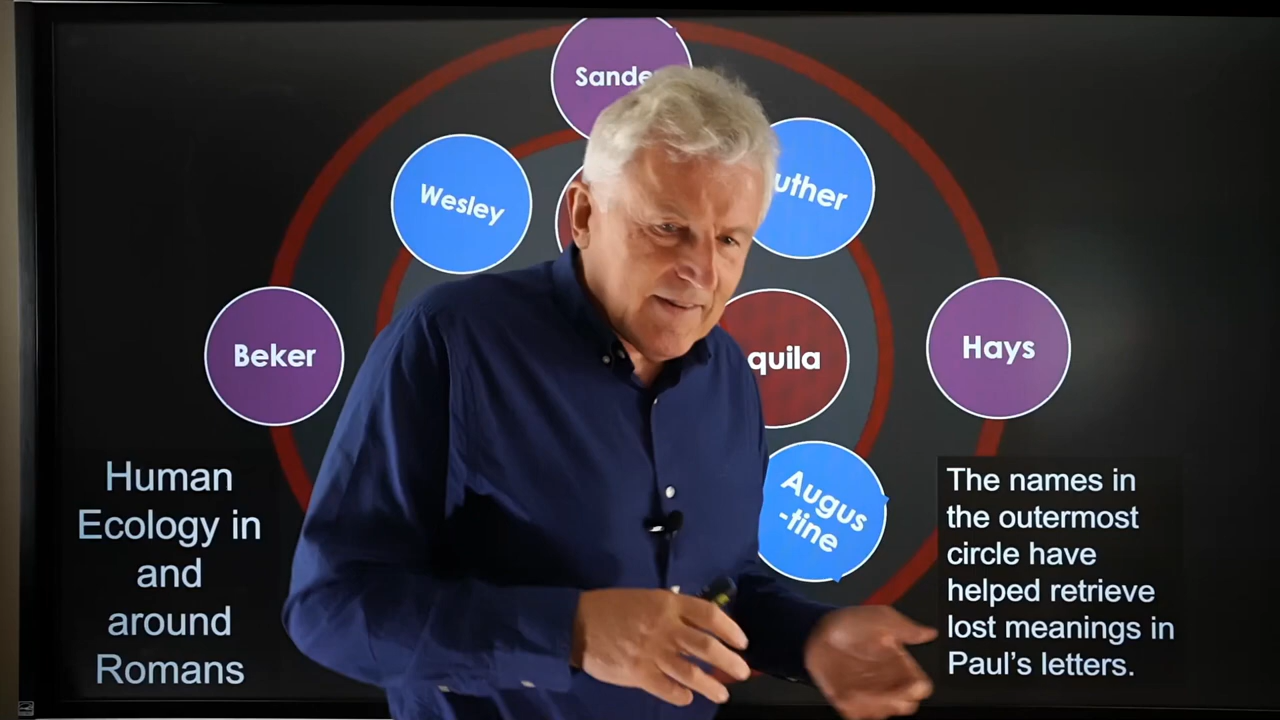 Sande
Wesley
uther
Beker
quila
Hays
Augus
-tine
Human
Ecology in
and
around
Romans
The names in
the outermost
circle have
helped retrieve
lost meanings in
Paul's letters.